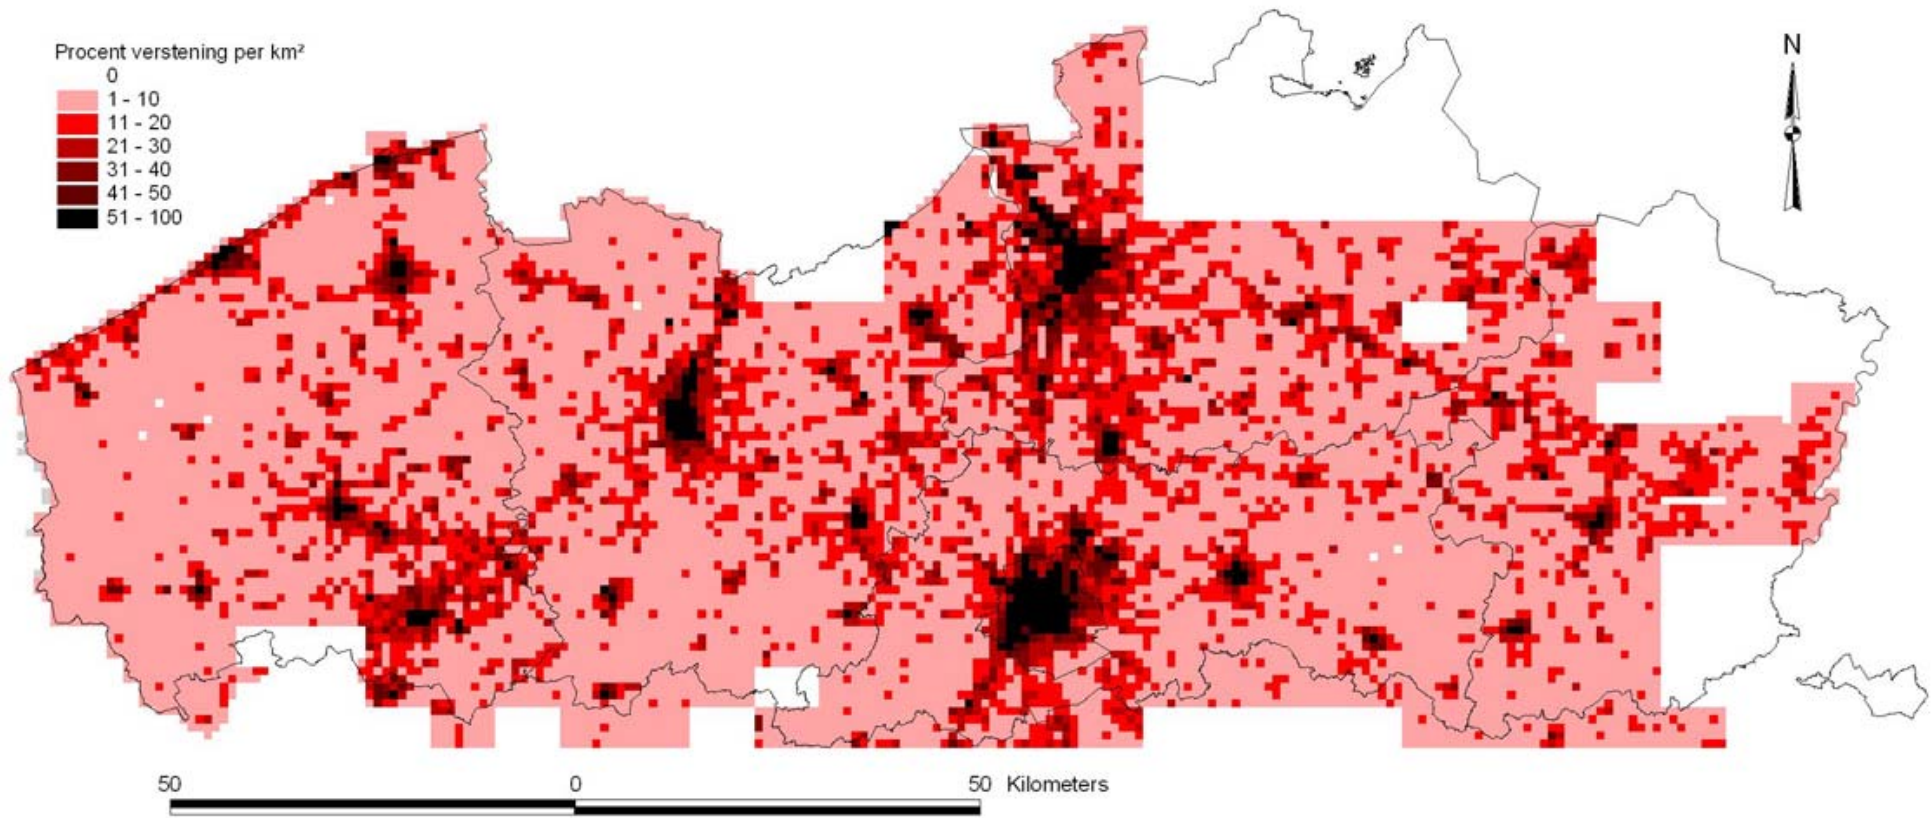 Procent verstening per km²
0
1 - 10
11 - 20
21 - 30
31 - 40
41 - 50
51 - 100
N
50 0 50 Kilometers